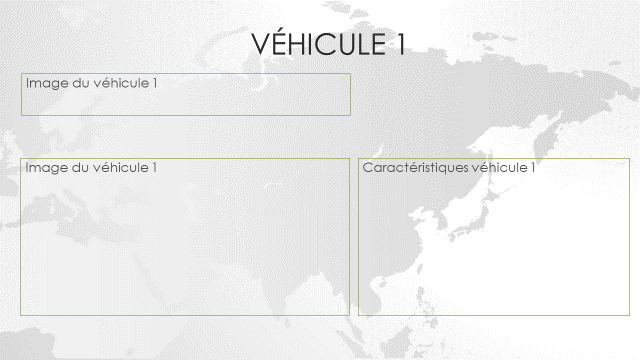 VÉHICULE 1
Image du véhicule 1
Image du véhicule 1
Caractéristiques véhicule 1